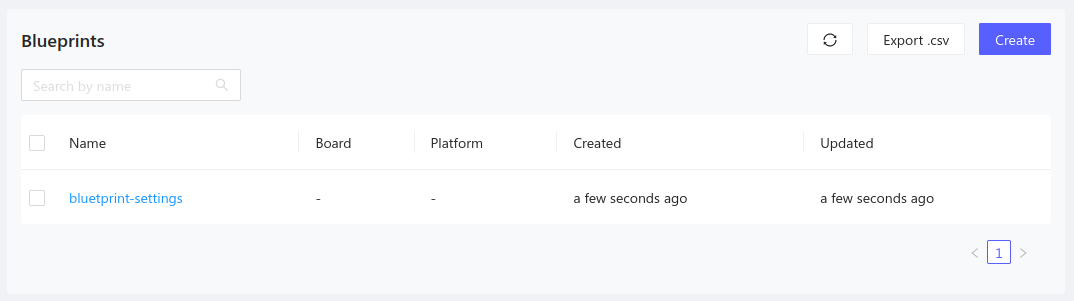 Blueprints
Export .csv
Create
Search by name
Name Board Platform Created Updated
bluetprint-settings - - a few seconds ago a few seconds ago
< 1 >